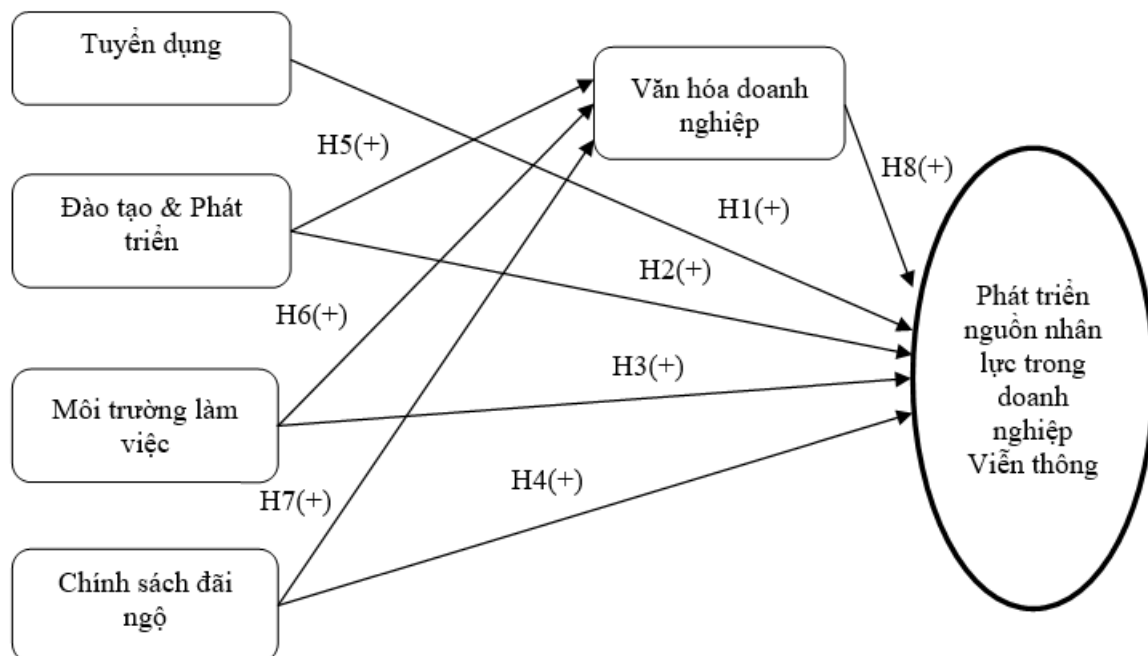 Tuyển dụng
Văn hóa doanh
nghiệp
H5(+)
H8(+)
Đào tạo & Phát
triển
H1(+)
H2(+)
H6(+)
Phát triển
nguồn nhân
lực trong
doanh
nghiệp
Viễn thông
H3(+)
Môi trường làm
việc
H4(+)
H7(+)
Chính sách đãi
ngộ